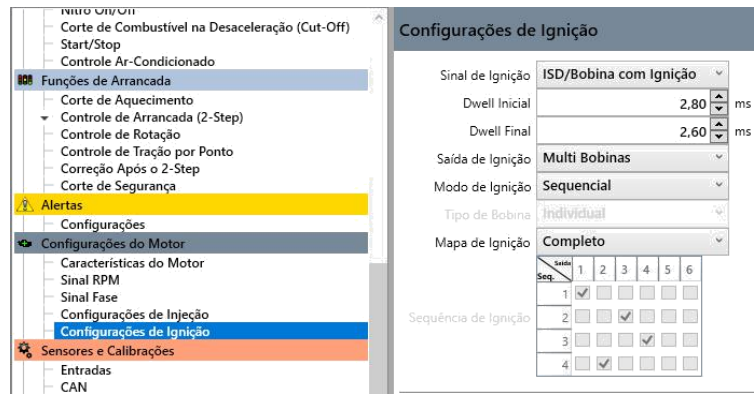 Nitro On/Off
Corte de Combustível na Desaceleração (Cut-Off)
Start/Stop
Controle Ar-Condicionado
Funções de Arrancada
Corte de Aquecimento
Controle de Arrancada (2-Step)
Controle de Rotação
Controle de Tração por Ponto
Correção Após o 2-Step
Corte de Segurança
Alertas
Configurações
Configurações do Motor
Características do Motor
Sinal RPM
Sinal Fase
Configurações de Injeção
Configurações de Ignição
Sensores e Calibrações
Entradas
CAN
Configurações de Ignição
Sinal de Ignição ISD/Bobina com Ignição
Dwell Inicial 2,80 ms
Dwell Final 2,60 ms
Saída de Ignição Multi Bobinas
Modo de Ignição Sequencial
Tipo de Bobina Individual
Mapa de Ignição Completo
Saída 1 2 3 4 5 6
Seq.
1
Sequência de Ignição 2
3
4